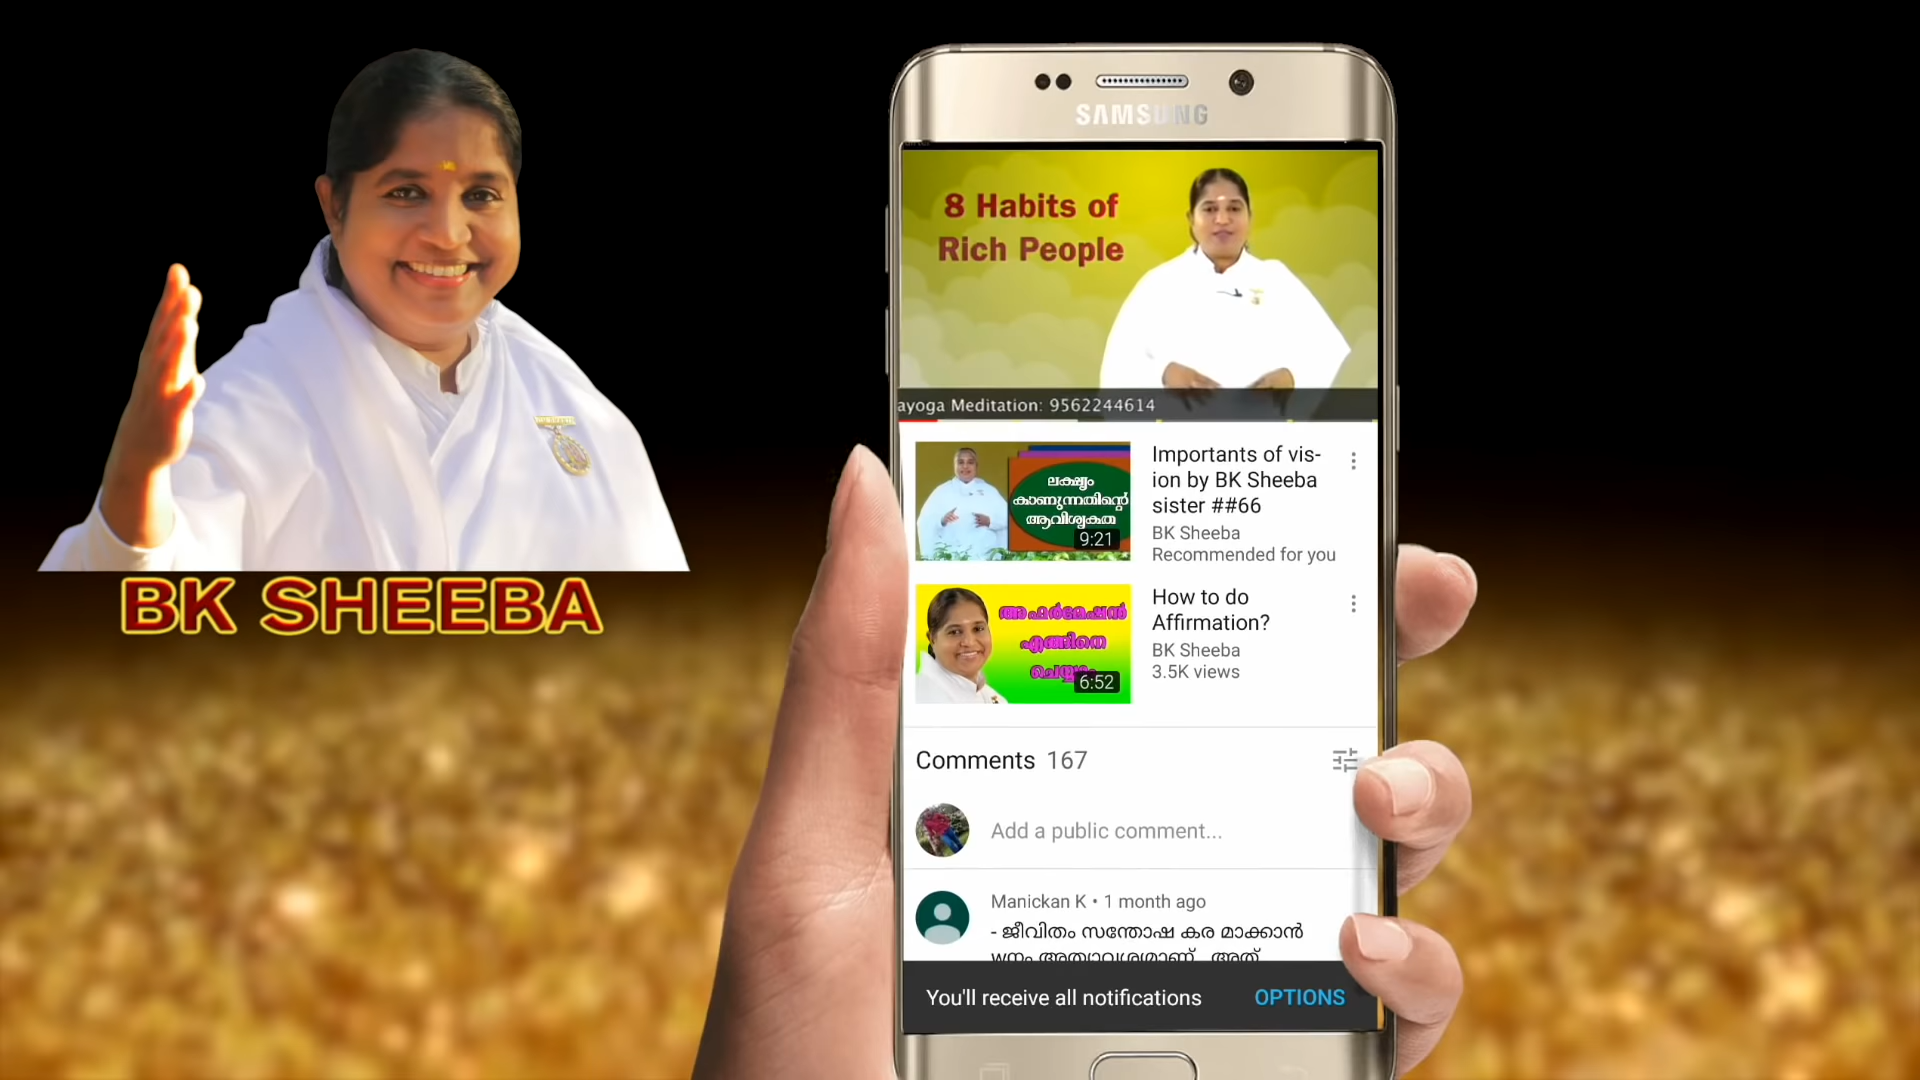 SAMSUNG
8 Habits of
Rich People
ayoga Meditation: 9562244614
ലക്ഷ്യം
കാണുന്നതിന്റെ
ആവിശ്യകത
9:21
Importants of vis-
ion by BK Sheeba
sister ##66
BK Sheeba
Recommended for you
അഫർമേഷൻ
എങ്ങിനെ
6:52
How to do
Affirmation?
BK Sheeba
3.5K views
Comments 167
Add a public comment...
Manickan K • 1 month ago
- ജീവിതം സന്തോഷ കര മാക്കാൻ
You'll receive all notifications OPTIONS
BK SHEEBA